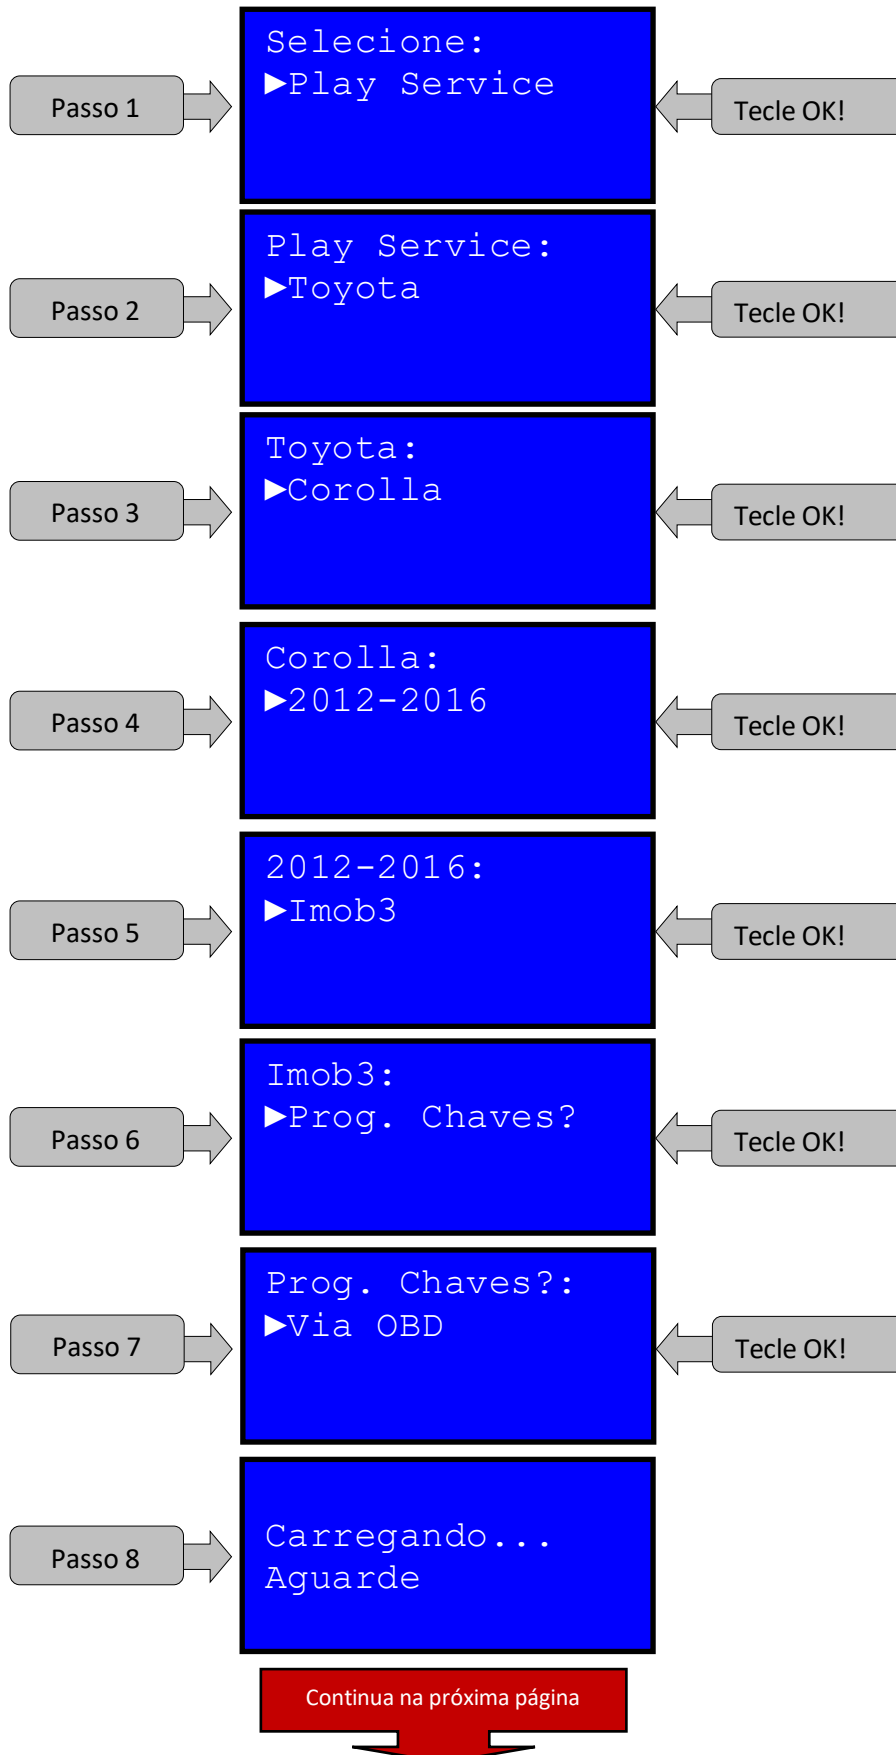 Selecione:
►Play Service
Passo 1
Tecle OK!
Play Service:
►Toyota
Passo 2
Tecle OK!
Toyota:
►Corolla
Passo 3
Tecle OK!
Corolla:
►2012-2016
Passo 4
Tecle OK!
2012-2016:
►Imob3
Passo 5
Tecle OK!
Imob3:
►Prog. Chaves?
Passo 6
Tecle OK!
Prog. Chaves?:
►Via OBD
Passo 7
Tecle OK!
Carregando...
Aguarde
Passo 8
Continua na próxima página